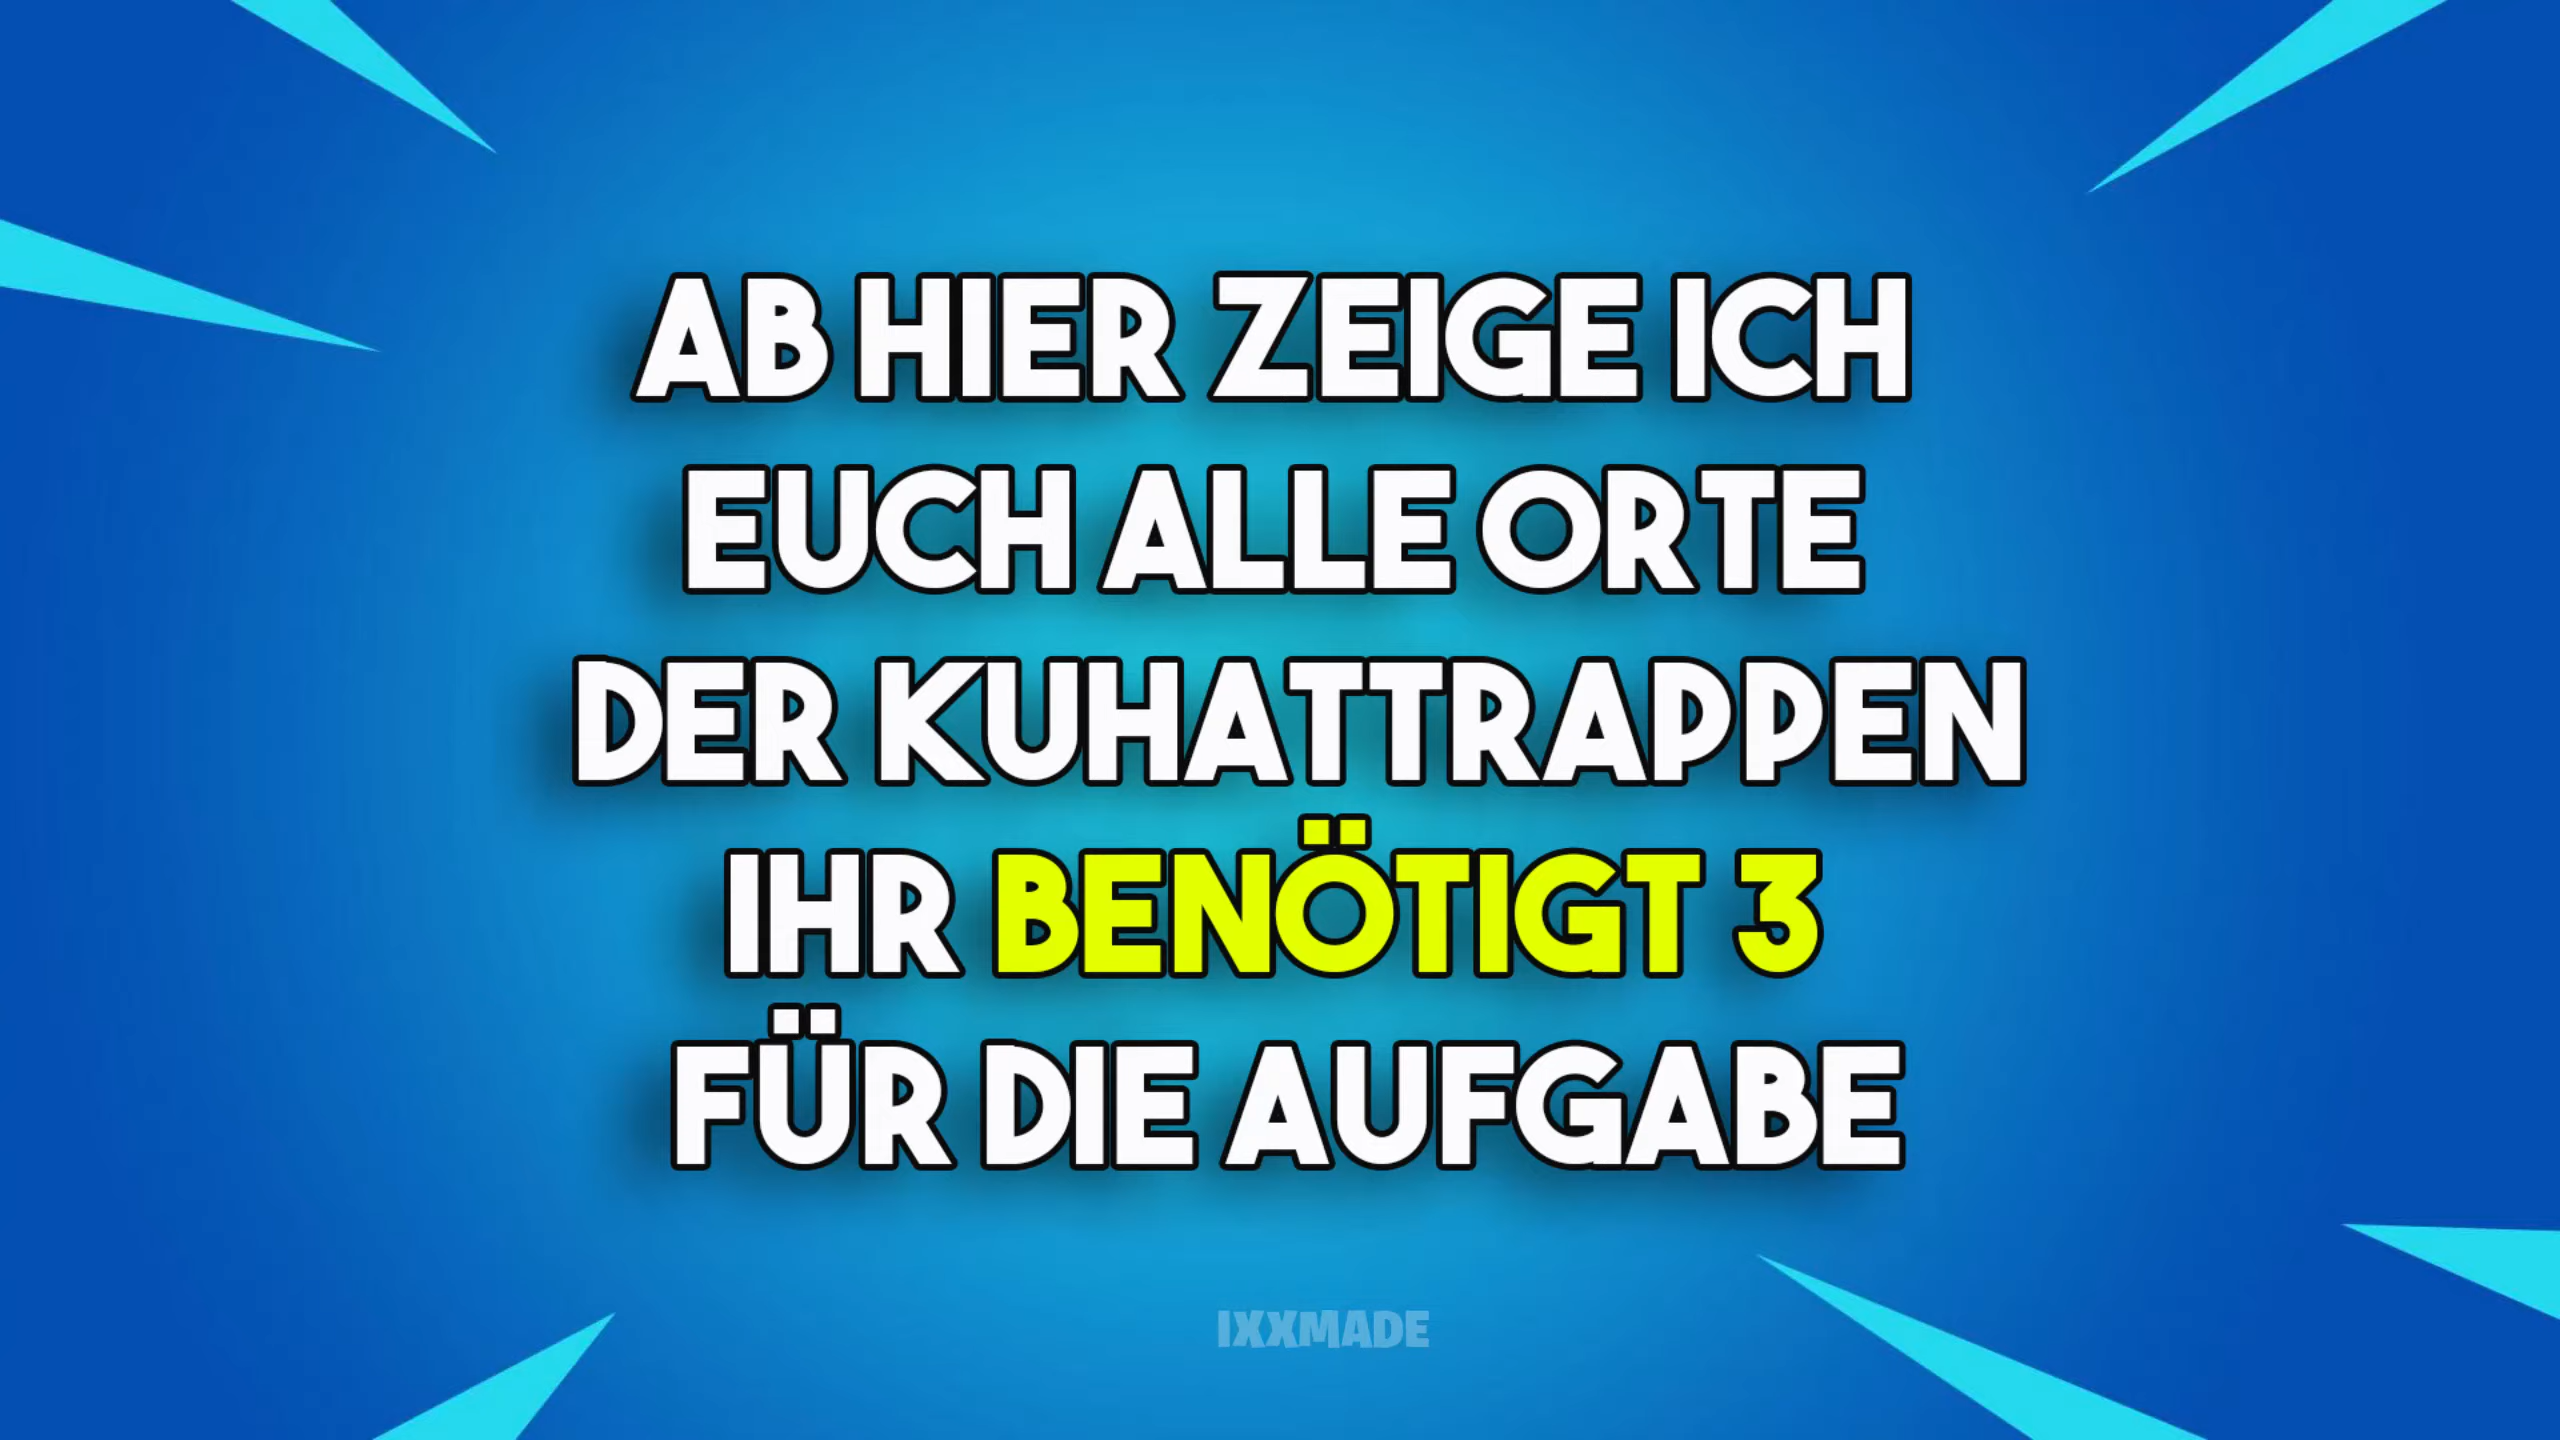 AB HIER ZEIGE ICH
EUCH ALLE ORTE
DER KUHATTRAPPEN
IHR BENÖTIGT 3
FÜR DIE AUFGABE
IXXMADE